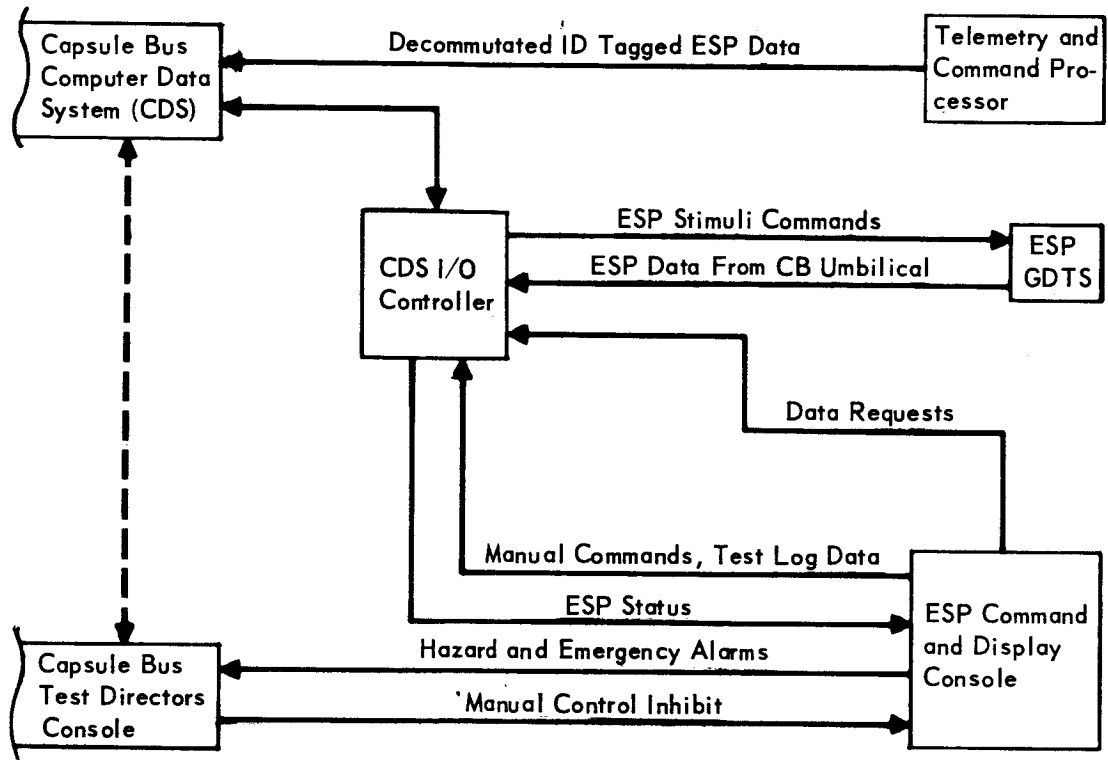 Capsule Bus
Computer Data
System (CDS)
Decommutated ID Tagged ESP Data
Telemetry and
Command Pro-
cessor
CDS I/O
Controller
ESP Stimuli Commands
ESP Data From CB Umbilical
ESP
GDTS
Data Requests
Manual Commands, Test Log Data
ESP Status
Hazard and Emergency Alarms
Manual Control Inhibit
ESP Command
and Display
Console
Capsule Bus
Test Directors
Console